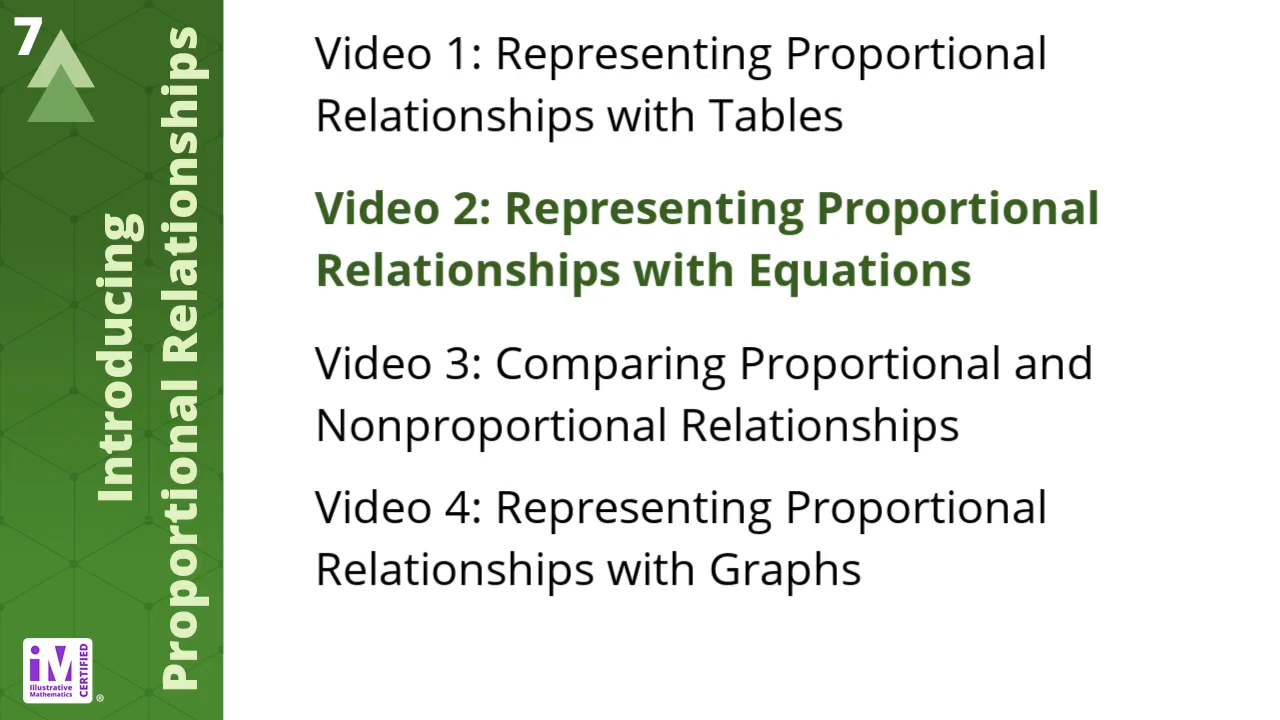 7
Introducing
Proportional Relationships
Video 1: Representing Proportional
Relationships with Tables
Video 2: Representing Proportional
Relationships with Equations
Video 3: Comparing Proportional and
Nonproportional Relationships
Video 4: Representing Proportional
Relationships with Graphs
iM
Illustrative
Mathematics
CERTIFIED
®